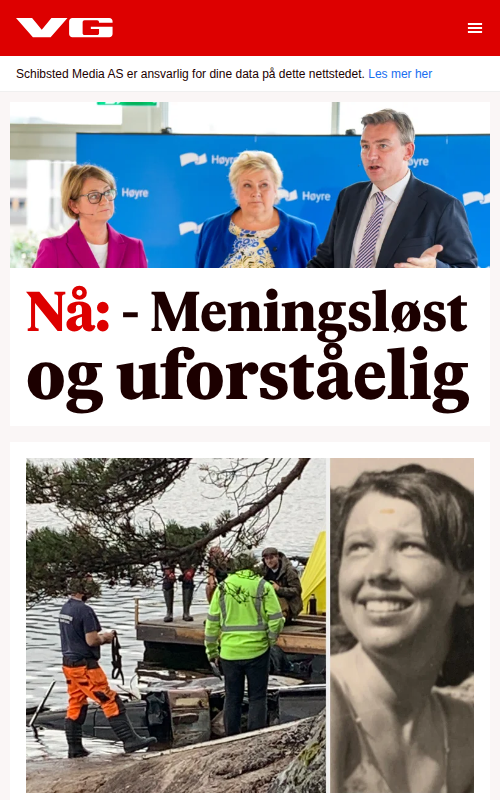 VG
Schibsted Media AS er ansvarlig for dine data på dette nettstedet. Les mer her
Høyre
Høyre
Høyre
Nå: - Meningsløst
og uforståelig